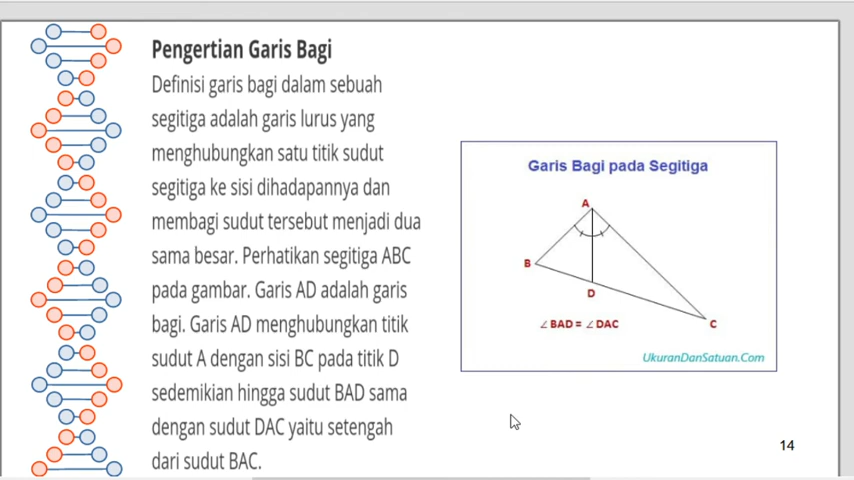 Pengertian Garis Bagi
Definisi garis bagi dalam sebuah
segitiga adalah garis lurus yang
menghubungkan satu titik sudut
segitiga ke sisi dihadapannya dan
membagi sudut tersebut menjadi dua
sama besar. Perhatikan segitiga ABC
pada gambar. Garis AD adalah garis
bagi. Garis AD menghubungkan titik
sudut A dengan sisi BC pada titik D
sedemikian hingga sudut BAD sama
dengan sudut DAC yaitu setengah
dari sudut BAC.
Garis Bagi pada Segitiga
A
B
D
C
∠BAD = ∠DAC
UkuranDanSatuan.Com
14